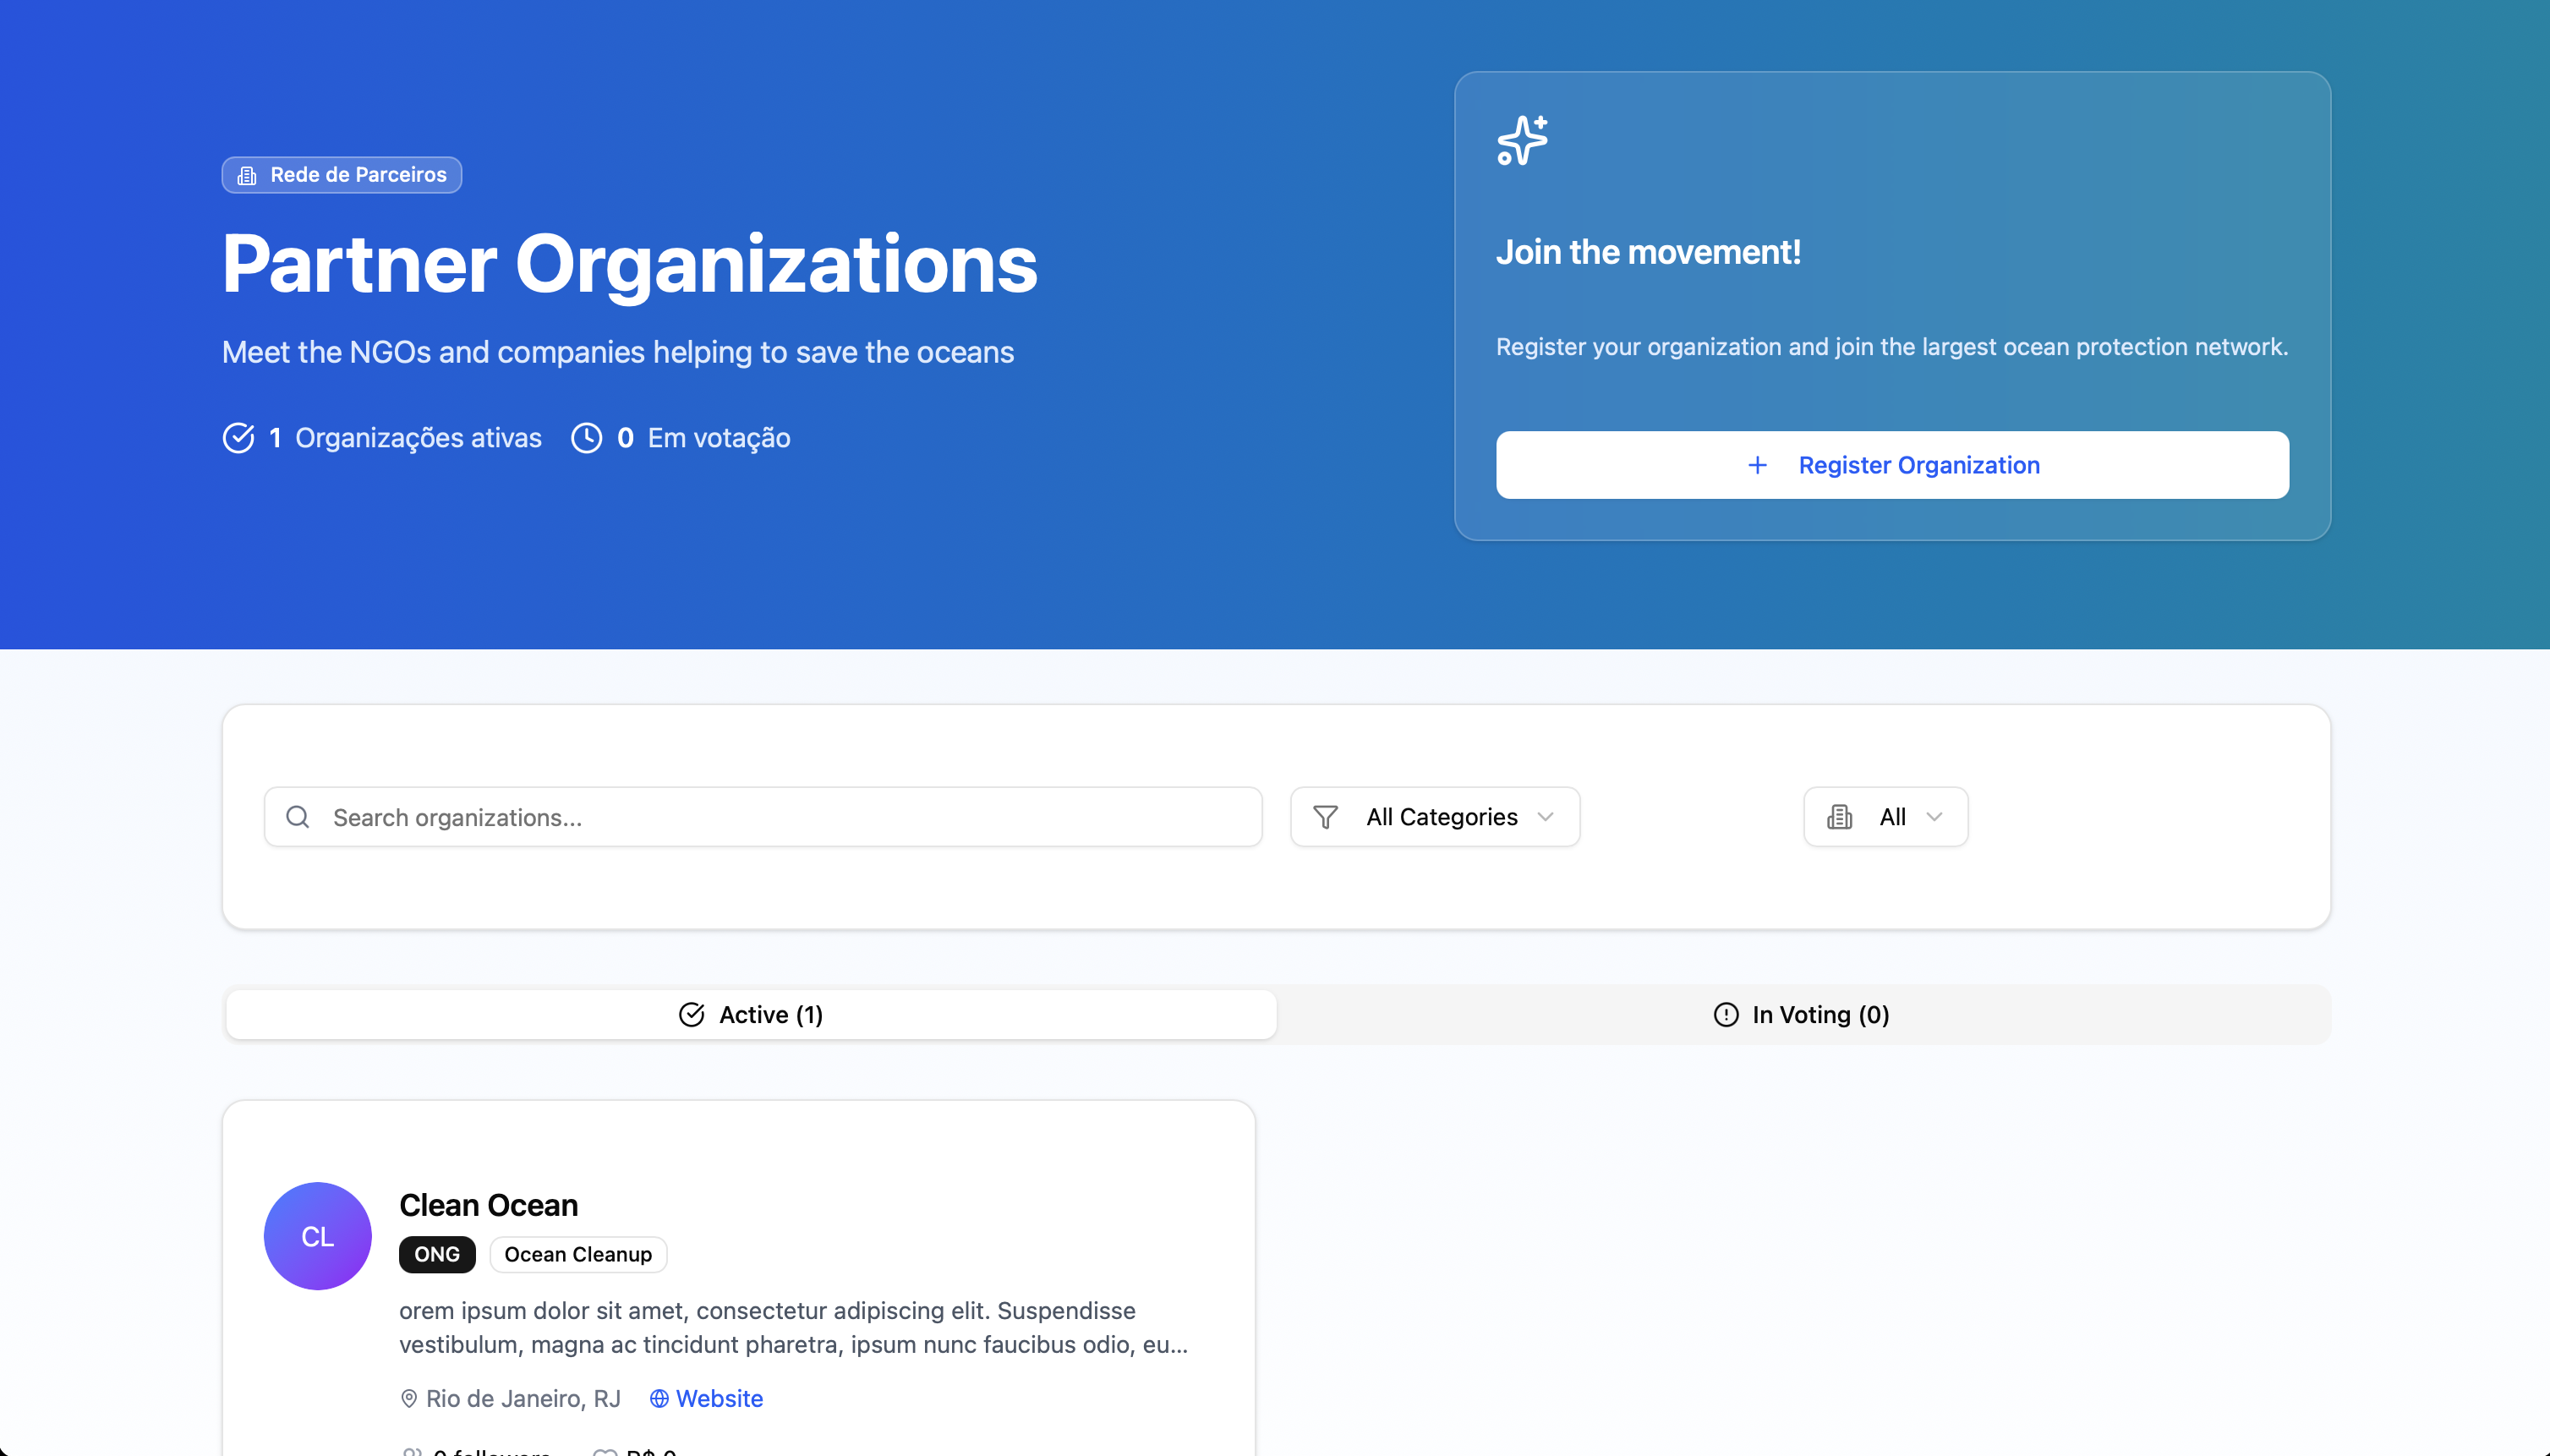 Rede de Parceiros
Partner Organizations
Meet the NGOs and companies helping to save the oceans
1 Organizações ativas 0 Em votação
Join the movement!
Register your organization and join the largest ocean protection network.
+ Register Organization
Search organizations...
All Categories
All
Active (1)
In Voting (0)
CL
Clean Ocean
ONG Ocean Cleanup
orem ipsum dolor sit amet, consectetur adipiscing elit. Suspendisse
vestibulum, magna ac tincidunt pharetra, ipsum nunc faucibus odio, eu...
Rio de Janeiro, RJ Website
0 followers R$ 0